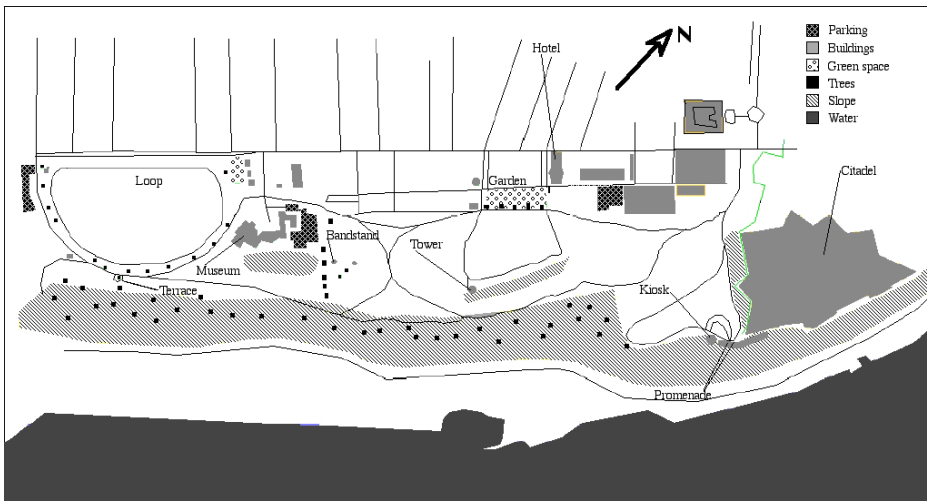 N
Hotel
Parking
Buildings
Green space
Trees
Slope
Water
Loop
Garden
Citadel
Bandstand
Tower
Museum
Terrace
Kiosk
Promenade